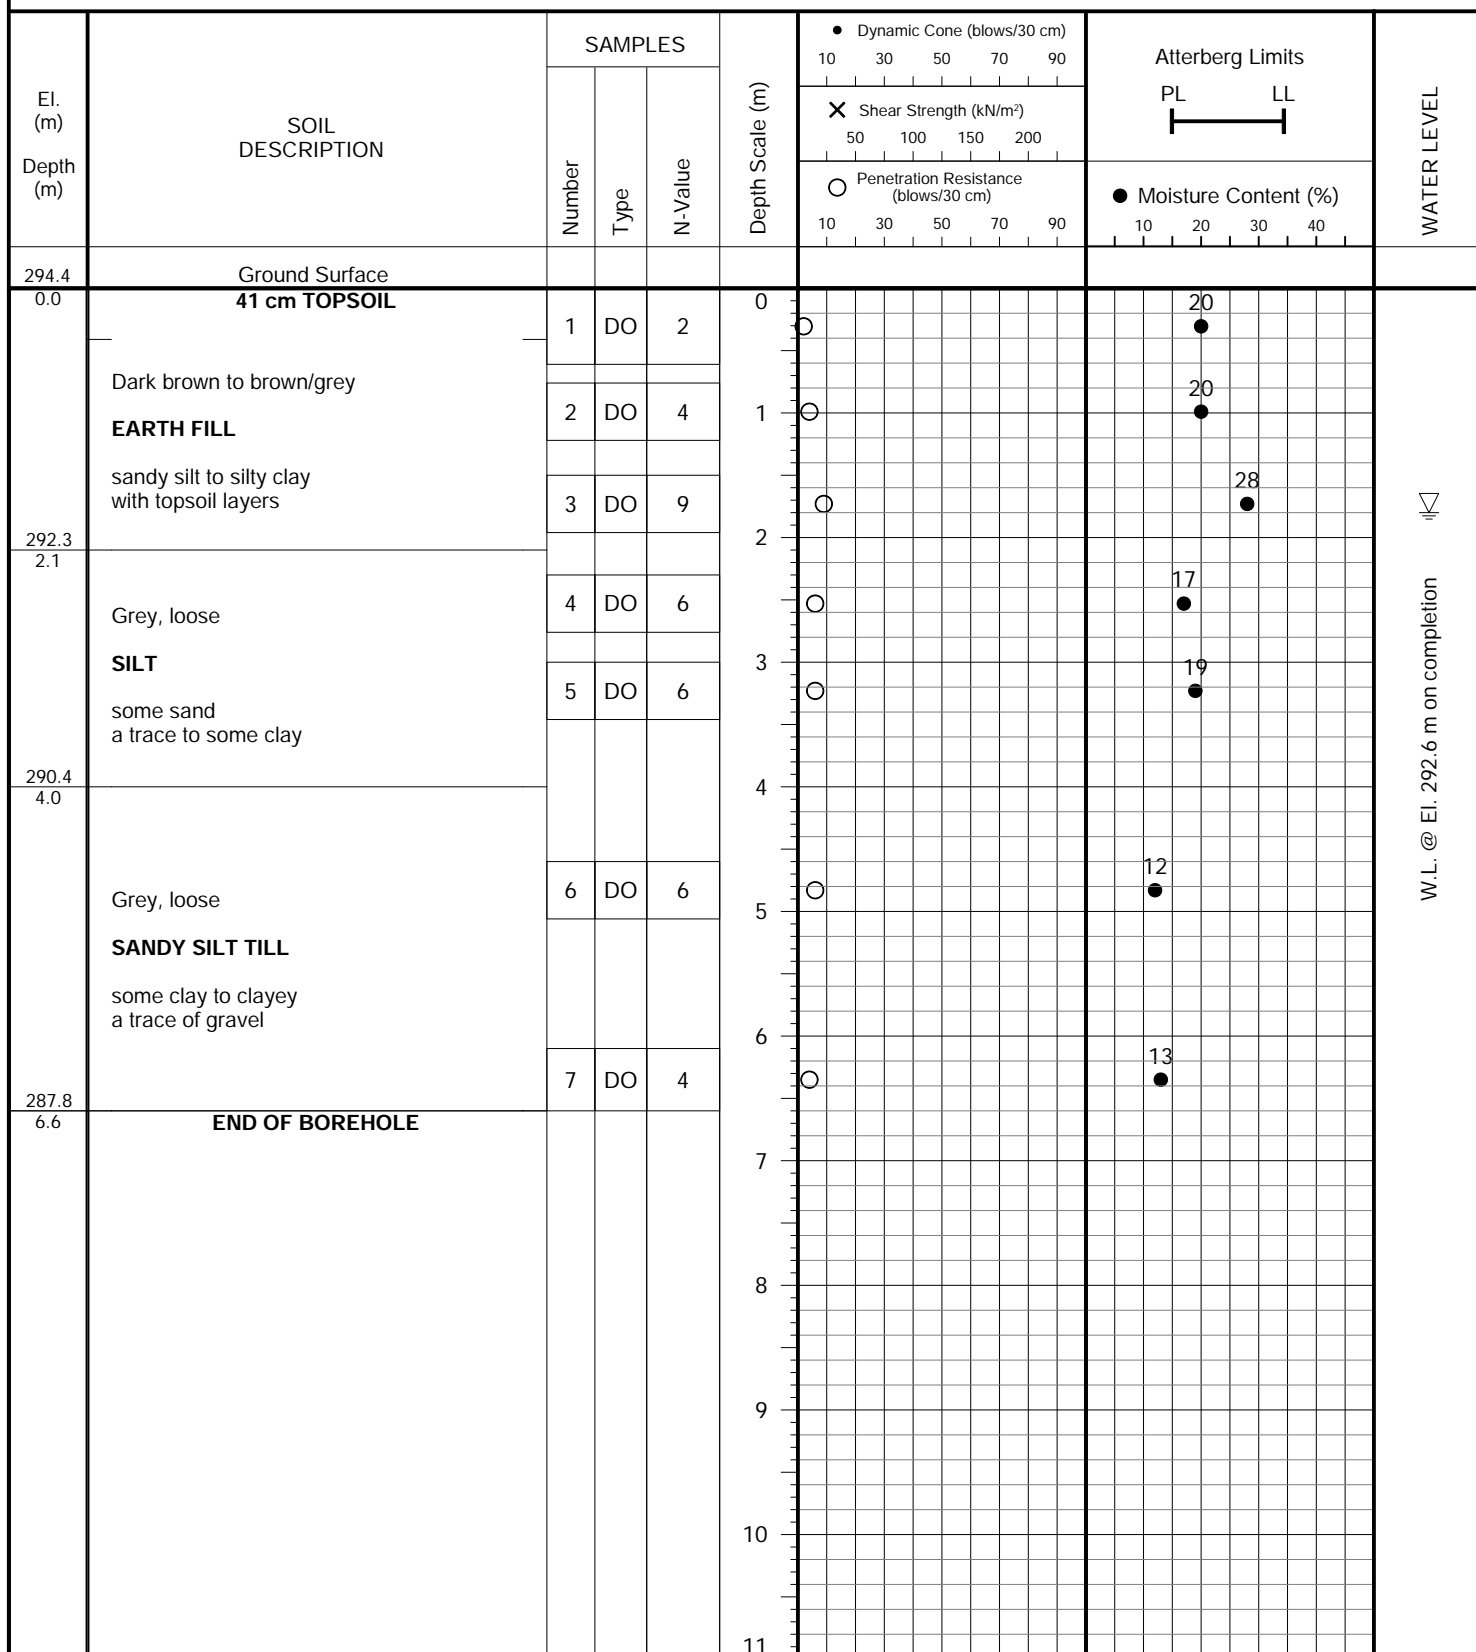 El.
(m)
Depth
(m)
SOIL
DESCRIPTION
SAMPLES
Number
Type
N-Value
Depth Scale (m)
Dynamic Cone (blows/30 cm)
10 30 50 70 90
Shear Strength (kN/m²)
50 100 150 200
Penetration Resistance
(blows/30 cm)
10 30 50 70 90
Atterberg Limits
PL LL
Moisture Content (%)
10 20 30 40
WATER LEVEL
294.4 Ground Surface
0.0 41 cm TOPSOIL 0 20
1 DO 2
Dark brown to brown/grey 20
2 DO 4 1
EARTH FILL
sandy silt to silty clay 28
with topsoil layers 3 DO 9
292.3 2
2.1
17
4 DO 6
Grey, loose
SILT 3 19
5 DO 6
some sand
a trace to some clay
290.4 4
4.0
12
6 DO 6
Grey, loose 5
SANDY SILT TILL
some clay to clayey
a trace of gravel
6 13
7 DO 4
287.8
6.6 END OF BOREHOLE
7
8
9
10
11
W.L. @ El. 292.6 m on completion